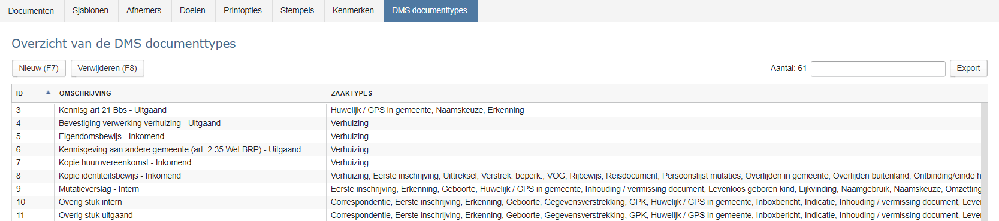 Documenten Sjablonen Afnemers Doelen Printopties Stempels Kenmerken DMS documenttypes
Overzicht van de DMS documenttypes
Nieuw (F7) Verwijderen (F8) Aantal: 61 Export
ID OMSCHRIJVING ZAAKTYPES
3 Kennisg art 21 Bbs - Uitgaand Huwelijk / GPS in gemeente, Naamskeuze, Erkenning
4 Bevestiging verwerking verhuizing - Uitgaand Verhuizing
5 Eigendomsbewijs - Inkomend Verhuizing
6 Kennisgeving aan andere gemeente (art. 2.35 Wet BRP) - Uitgaand Verhuizing
7 Kopie huurovereenkomst - Inkomend Verhuizing
8 Kopie identiteitsbewijs - Inkomend Verhuizing, Eerste inschrijving, Uittreksel, Verstrek. beperk., VOG, Rijbewijs, Reisdocument, Persoonslijst mutaties, Overlijden in gemeente, Overlijden buitenland, Ontbinding/einde h
9 Mutatieverslag - Intern Eerste inschrijving, Erkenning, Geboorte, Huwelijk / GPS in gemeente, Inhouding / vermissing document, Levenloos geboren kind, Lijkvinding, Naamgebruik, Naamskeuze, Omzetting
10 Overig stuk intern Correspondentie, Eerste inschrijving, Erkenning, Geboorte, Gegevensverstrekking, GPK, Huwelijk / GPS in gemeente, Inboxbericht, Indicatie, Inhouding / vermissing document, Lever
11 Overig stuk uitgaand Correspondentie, Eerste inschrijving, Erkenning, Geboorte, Gegevensverstrekking, GPK, Huwelijk / GPS in gemeente, Inboxbericht, Indicatie, Inhouding / vermissing document, Lever